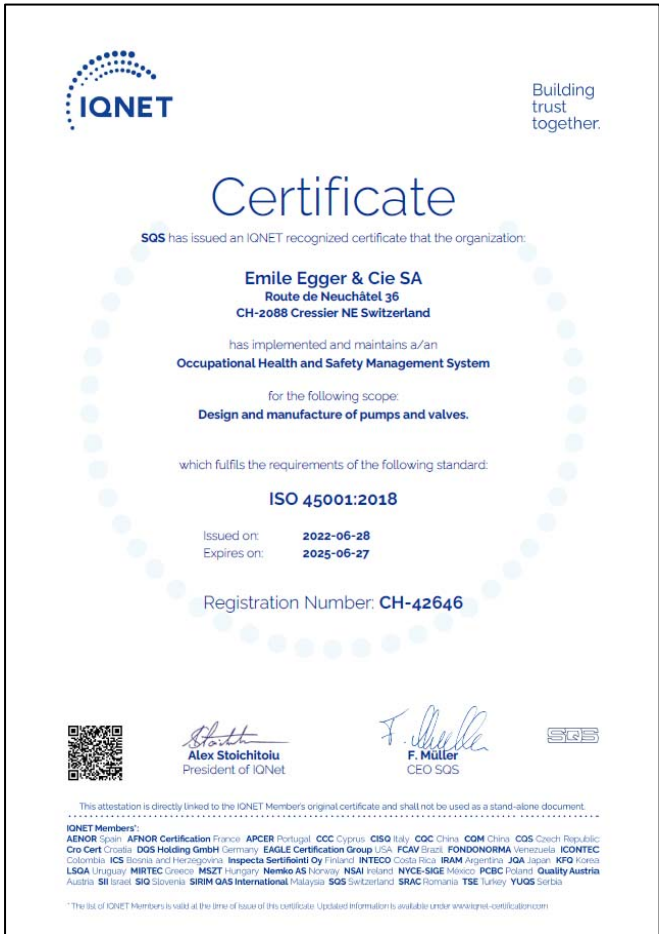 IQNET
Building
trust
together.
Certificate
SQS has issued an IQNET recognized certificate that the organization:
Emile Egger & Cie SA
Route de Neuchâtel 36
CH-2088 Cressier NE Switzerland
has implemented and maintains a/an
Occupational Health and Safety Management System
for the following scope:
Design and manufacture of pumps and valves.
which fulfils the requirements of the following standard:
ISO 45001:2018
Issued on: 2022-06-28
Expires on: 2025-06-27
Registration Number: CH-42646
Alex Stoichitoiu
President of IQNet
F. Müller
CEO SQS
SQS
This attestation is directly linked to the IQNET Member's original certificate and shall not be used as a stand-alone document.
IQNET Members*:
AENOR Spain AFNOR Certification France APCER Portugal CCC Cyprus CISQ Italy CQC China CQM China CQS Czech Republic
Cro Cert Croatia DQS Holding GmbH Germany EAGLE Certification Group USA FCAV Brazil FONDONORMA Venezuela ICONTEC
Colombia ICS Bosnia and Herzegovina Inspecta Sertifiointi Oy Finland INTECO Costa Rica IRAM Argentina JQA Japan KFQ Korea
LSQA Uruguay MIRTEC Greece MSZT Hungary Nemko AS Norway NSAI Ireland NYCE-SIGE México PCBC Poland Quality Austria
Austria SII Israel SIQ Slovenia SIRIM QAS International Malaysia SQS Switzerland SRAC Romania TSE Turkey YUQS Serbia
* The list of IQNET Members is valid at the time of issue of this certificate. Updated information is available under www.iqnet-certification.com